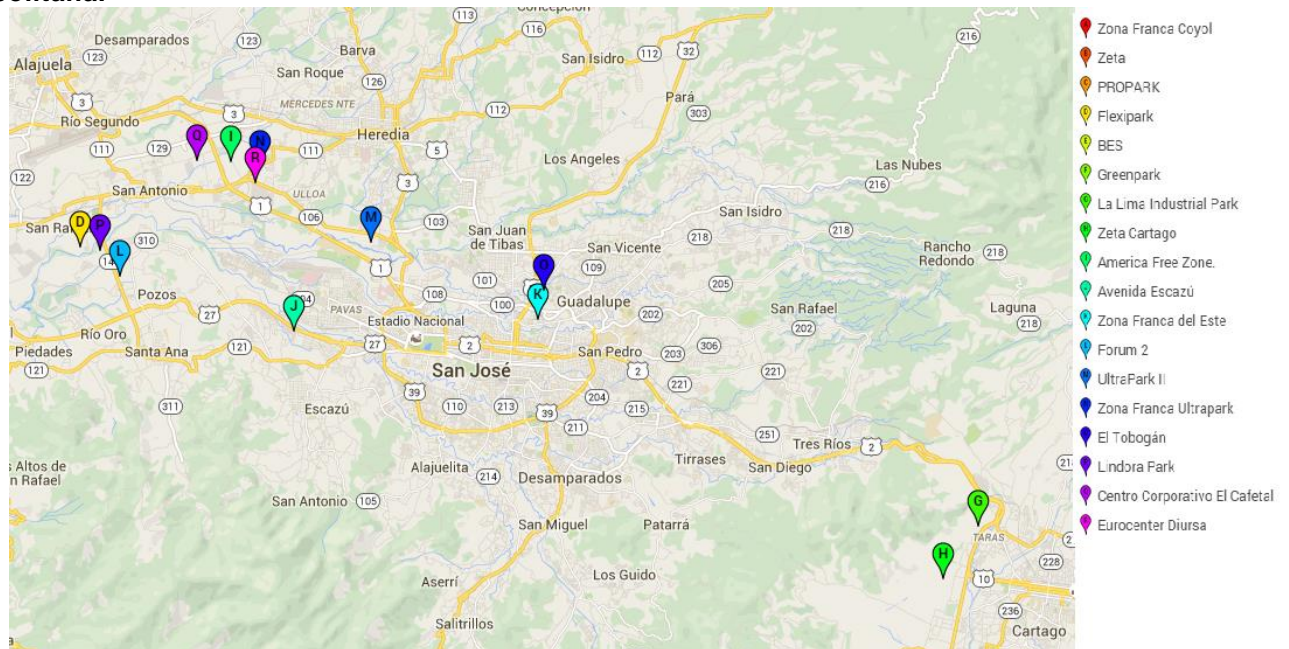 Concepción
113
116
216
Desamparados
123
Barva
123
Alajuela
San Isidro
112
32
San Roque
126
3
MERCEDES NTE
Pará
3
112
303
Río Segundo
Heredia
Q
I
N
111
129
R
111
5
Los Angeles
Las Nubes
122
San Antonio
ULLOA
3
216
1
106
M
103
San Isidro
D
P
San Juan
de Tibas
218
218
310
San Vicente
Rancho
Redondo
218
L
1
O
109
101
205
Pozos
J
108
100
K
Guadalupe
27
PAVAS
San Rafael
Laguna
218
Río Oro
Estadio Nacional
202
202
Piedades
Santa Ana
121
27
2
San Pedro
203
306
121
San José
2
221
221
39
311
Escazú
110
213
39
204
215
211
251
Tres Ríos
2
s Altos de
n Rafael
Alajuelita
214
Desamparados
Tirrases
San Diego
San Antonio
105
G
San Miguel
Patarrá
TARAS
H
228
Aserrí
Los Guido
10
236
Salitrillos
Cartago
Zona Franca Coyol
Zeta
PROPARK
Flexipark
BES
Greenpark
La Lima Industrial Park
Zeta Cartago
America Free Zone.
Avenida Escazú
Zona Franca del Este
Forum 2
UltraPark II
Zona Franca Ultrapark
El Tobogán
Lindora Park
Centro Corporativo El Cafetal
Eurocenter Diursa